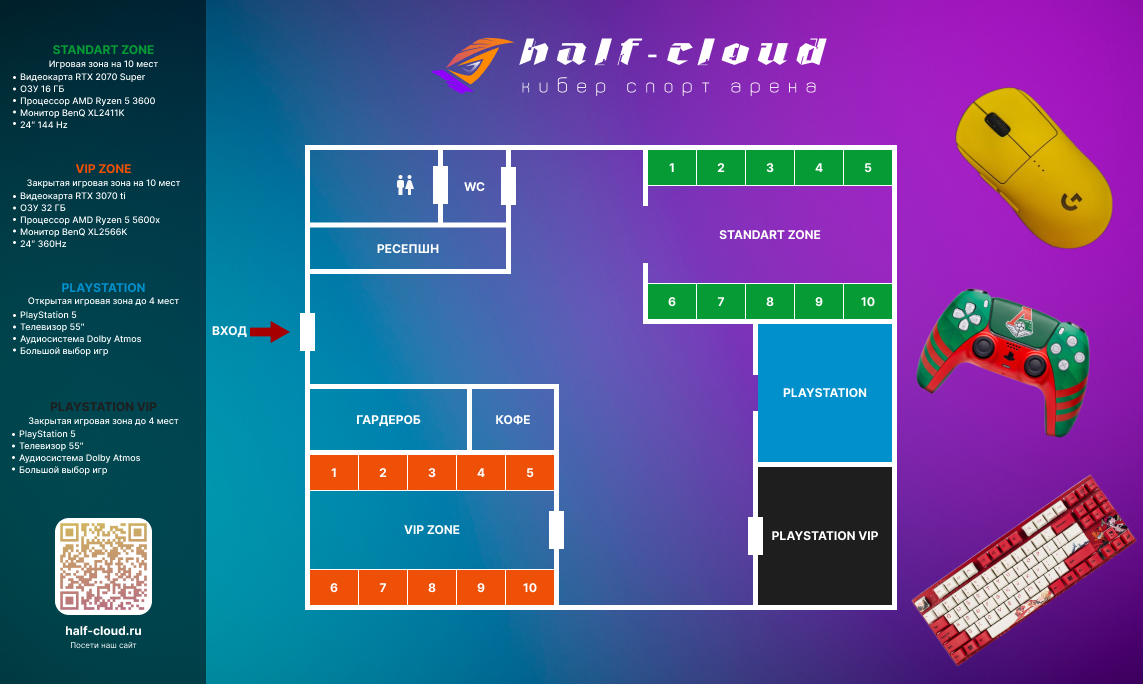 STANDART ZONE
Игровая зона на 10 мест
• Видеокарта RTX 2070 Super
• ОЗУ 16 ГБ
• Процессор AMD Ryzen 5 3600
• Монитор BenQ XL2411K
• 24" 144 Hz
VIP ZONE
Закрытая игровая зона на 10 мест
• Видеокарта RTX 3070 ti
• ОЗУ 32 ГБ
• Процессор AMD Ryzen 5 5600x
• Монитор BenQ XL2566K
• 24" 360Hz
PLAYSTATION
Открытая игровая зона до 4 мест
• PlayStation 5
• Телевизор 55"
• Аудиосистема Dolby Atmos
• Большой выбор игр
PLAYSTATION VIP
Закрытая игровая зона до 4 мест
• PlayStation 5
• Телевизор 55"
• Аудиосистема Dolby Atmos
• Большой выбор игр
half-cloud.ru
Посети наш сайт
half-cloud
кибер спорт арена
WC
РЕСЕПШН
ВХОД
ГАРДЕРОБ
КОФЕ
1 2 3 4 5
VIP ZONE
6 7 8 9 10
1 2 3 4 5
STANDART ZONE
6 7 8 9 10
PLAYSTATION
PLAYSTATION VIP